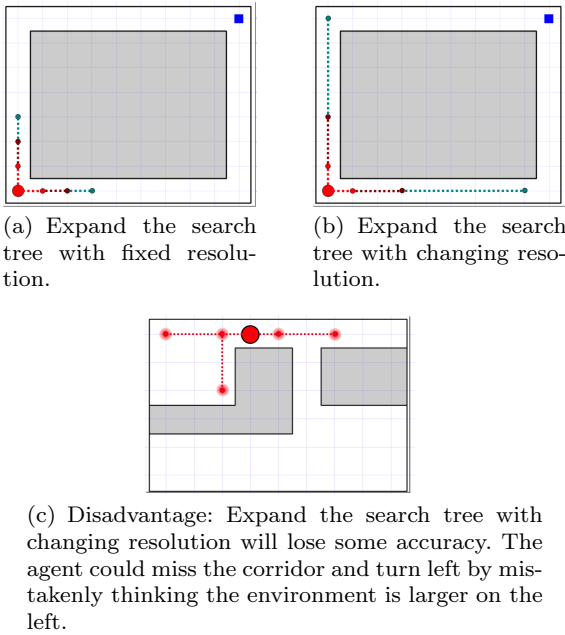 (a) Expand the search
tree with fixed resolu-
tion.
(b) Expand the search
tree with changing reso-
lution.
(c) Disadvantage: Expand the search tree with
changing resolution will lose some accuracy. The
agent could miss the corridor and turn left by mis-
takenly thinking the environment is larger on the
left.